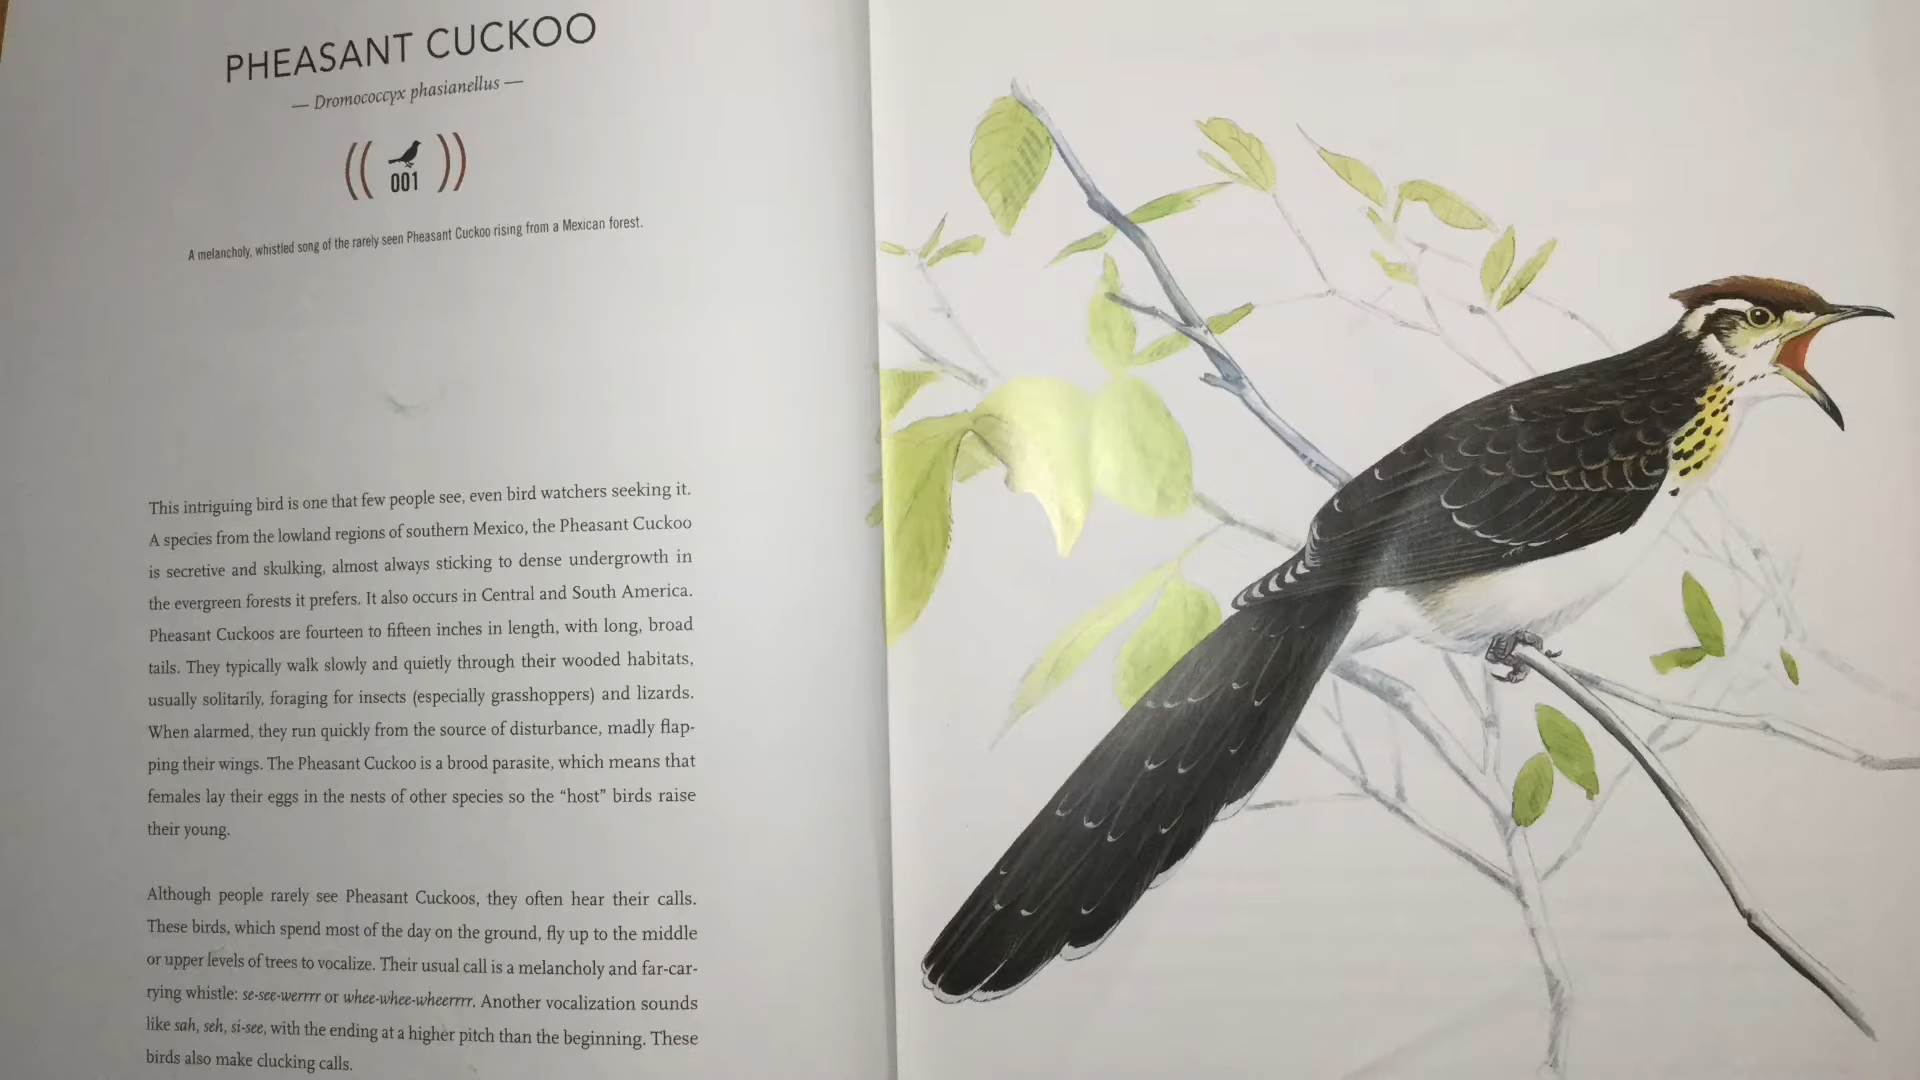 PHEASANT CUCKOO
— Dromococcyx phasianellus —
001
A melancholy, whistled song of the rarely seen Pheasant Cuckoo rising from a Mexican forest.
This intriguing bird is one that few people see, even bird watchers seeking it.
A species from the lowland regions of southern Mexico, the Pheasant Cuckoo
is secretive and skulking, almost always sticking to dense undergrowth in
the evergreen forests it prefers. It also occurs in Central and South America.
Pheasant Cuckoos are fourteen to fifteen inches in length, with long, broad
tails. They typically walk slowly and quietly through their wooded habitats,
usually solitarily, foraging for insects (especially grasshoppers) and lizards.
When alarmed, they run quickly from the source of disturbance, madly flap-
ping their wings. The Pheasant Cuckoo is a brood parasite, which means that
females lay their eggs in the nests of other species so the “host” birds raise
their young.
Although people rarely see Pheasant Cuckoos, they often hear their calls.
These birds, which spend most of the day on the ground, fly up to the middle
or upper levels of trees to vocalize. Their usual call is a melancholy and far-car-
rying whistle: se-see-werrrr or whee-whee-wheerrrr. Another vocalization sounds
like sah, seh, si-see, with the ending at a higher pitch than the beginning. These
birds also make clucking calls.